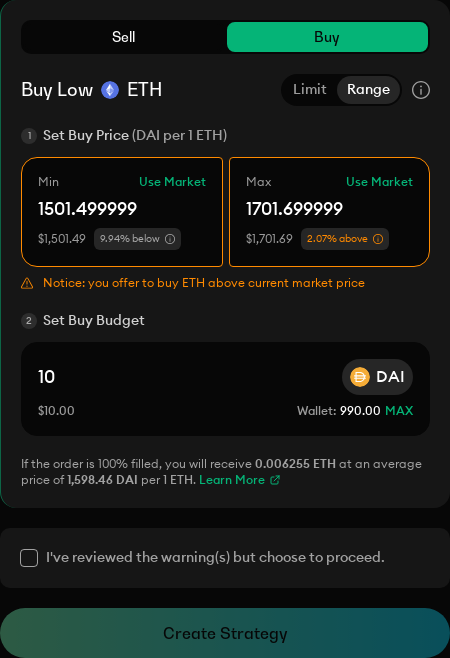 Sell Buy
Buy Low ETH Limit Range
1 Set Buy Price (DAI per 1 ETH)
Min Use Market Max Use Market
1501.499999 1701.699999
$1,501.49 9.94% below $1,701.69 2.07% above
Notice: you offer to buy ETH above current market price
2 Set Buy Budget
10 DAI
$10.00 Wallet: 990.00 MAX
If the order is 100% filled, you will receive 0.006255 ETH at an average
price of 1,598.46 DAI per 1 ETH. Learn More
I've reviewed the warning(s) but choose to proceed.
Create Strategy